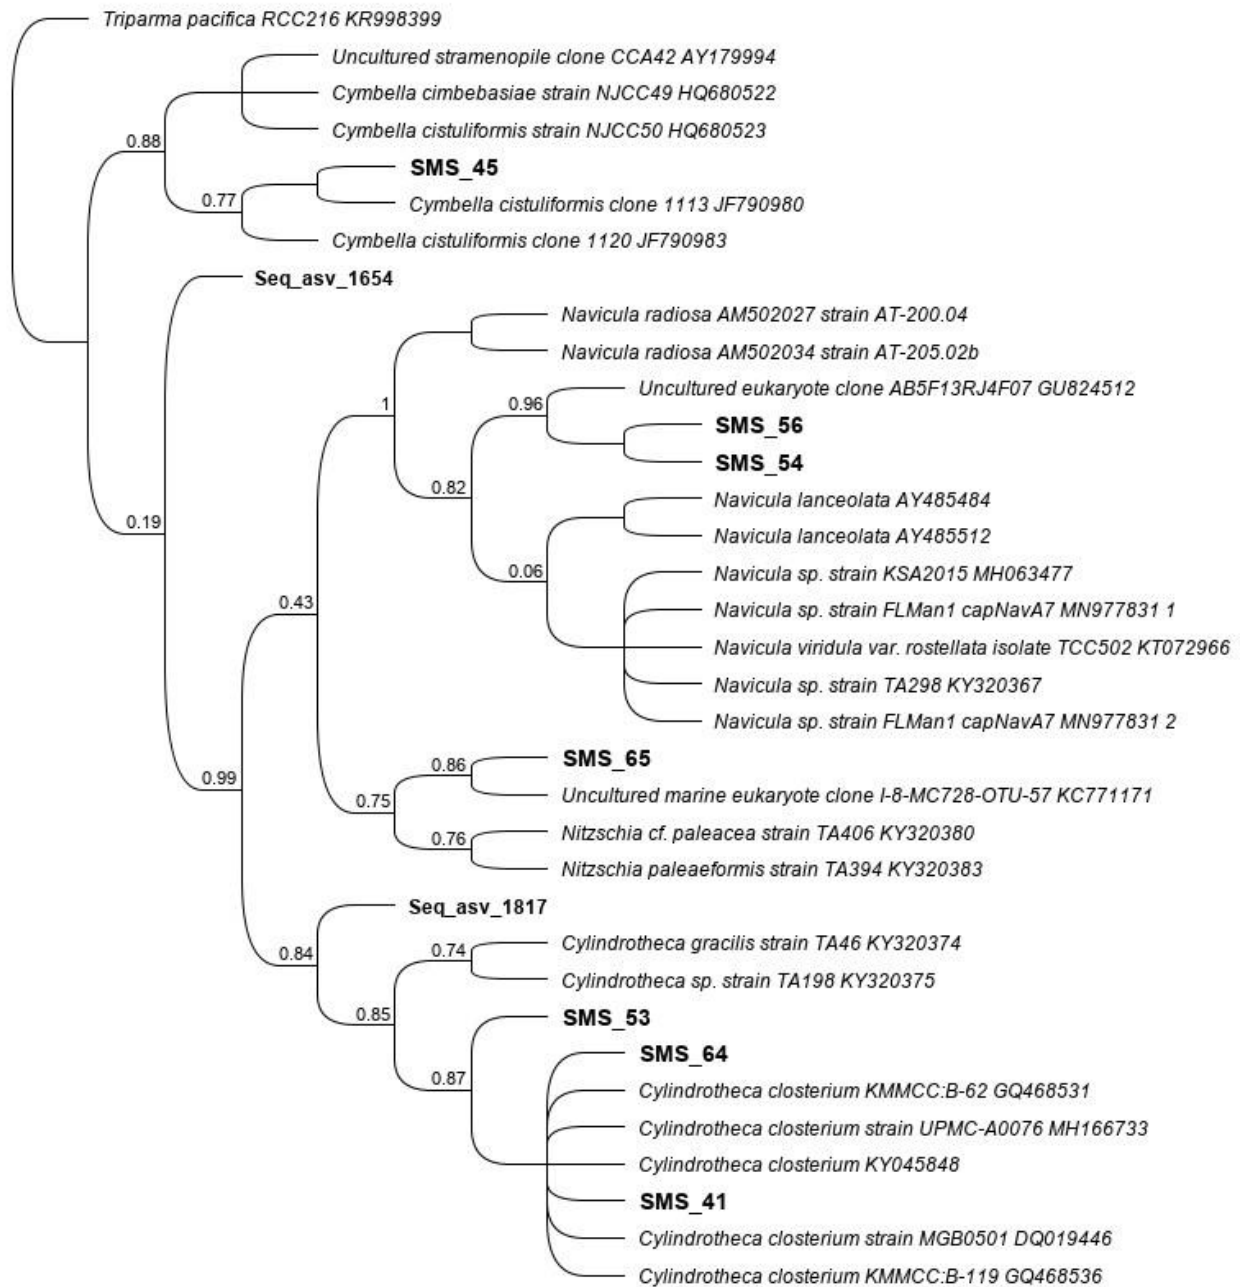 Triparma pacifica RCC216 KR998399
Uncultured stramenopile clone CCA42 AY179994
Cymbella cimbebasiae strain NJCC49 HQ680522
Cymbella cistuliformis strain NJCC50 HQ680523
0.88
SMS_45
0.77
Cymbella cistuliformis clone 1113 JF790980
Cymbella cistuliformis clone 1120 JF790983
Seq_asv_1654
Navicula radiosa AM502027 strain AT-200.04
Navicula radiosa AM502034 strain AT-205.02b
Uncultured eukaryote clone AB5F13RJ4F07 GU824512
1
0.96
SMS_56
SMS_54
0.82
Navicula lanceolata AY485484
0.19
Navicula lanceolata AY485512
0.06
Navicula sp. strain KSA2015 MH063477
0.43
Navicula sp. strain FLMan1 capNavA7 MN977831 1
Navicula viridula var. rostellata isolate TCC502 KT072966
Navicula sp. strain TA298 KY320367
Navicula sp. strain FLMan1 capNavA7 MN977831 2
SMS_65
0.86
0.99
Uncultured marine eukaryote clone I-8-MC728-OTU-57 KC771171
0.75
Nitzschia cf. paleacea strain TA406 KY320380
0.76
Nitzschia paleaeformis strain TA394 KY320383
Seq_asv_1817
Cylindrotheca gracilis strain TA46 KY320374
0.84
0.74
Cylindrotheca sp. strain TA198 KY320375
0.85
SMS_53
SMS_64
0.87
Cylindrotheca closterium KMMCC:B-62 GQ468531
Cylindrotheca closterium strain UPMC-A0076 MH166733
Cylindrotheca closterium KY045848
SMS_41
Cylindrotheca closterium strain MGB0501 DQ019446
Cylindrotheca closterium KMMCC:B-119 GQ468536